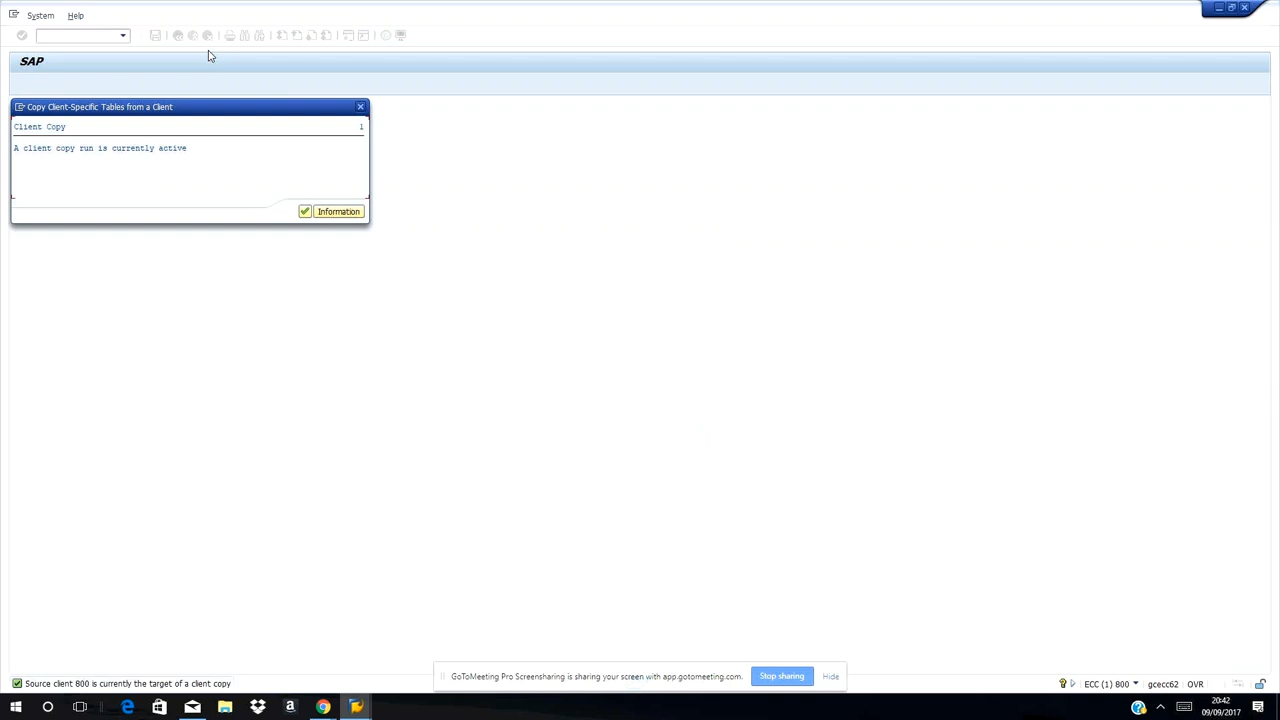 System Help
SAP
Copy Client-Specific Tables from a Client
Client Copy 1
A client copy run is currently active
Information
GoToMeeting Pro Screensharing is sharing your screen with app.gotomeeting.com. Stop sharing Hide
Source client 800 is currently the target of a client copy
ECC (1) 800 gcecc62 OVR
20:42
09/09/2017